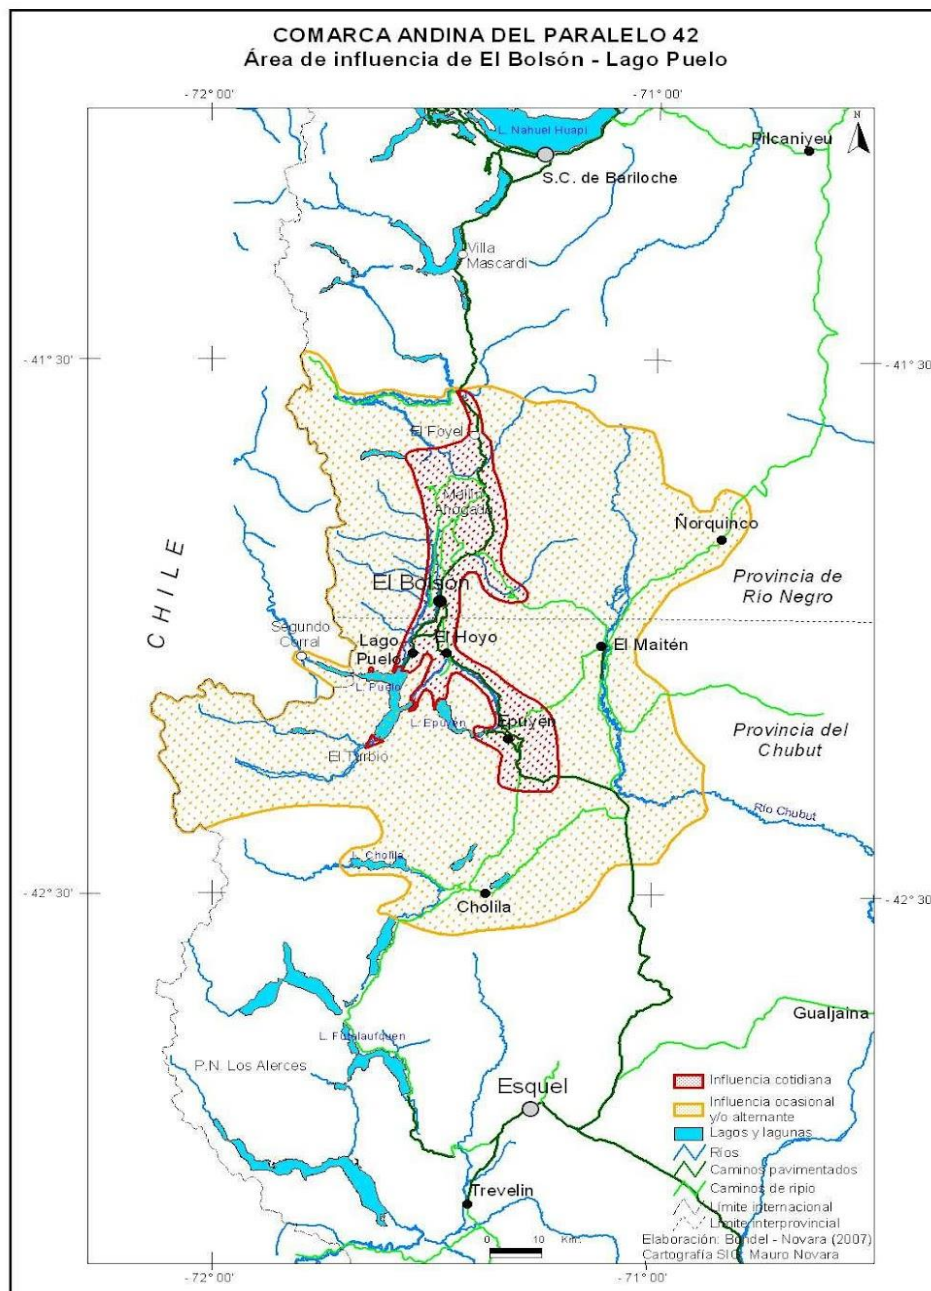 COMARCA ANDINA DEL PARALELO 42
Área de influencia de El Bolsón - Lago Puelo
- 72° 00'
- 71° 00'
N
L. Nahuel Huapi
Pilcaniyeu
S.C. de Bariloche
Villa
Mascardi
- 41° 30'
- 41° 30'
El Foyel
Mallín
Ahogado
Ñorquinco
CHILE
El Bolsón
Provincia de
Río Negro
Segundo
Corral
Lago
Puelo
El Hoyo
El Maitén
L. Puelo
L. Epuyén
Epuyén
Provincia del
Chubut
El Turbio
Río Chubut
L. Cholila
- 42° 30'
- 42° 30'
Cholila
Gualjaina
L. Futalaufquen
P.N. Los Alerces
Esquel
Trevelin
Influencia cotidiana
Influencia ocasional
y/o alternante
Lagos y lagunas
Ríos
Caminos pavimentados
Caminos de ripio
Límite internacional
Límite interprovincial
Elaboración: Bondel - Novara (2007)
Cartografía SIG: Mauro Novara
0 10 Km.
- 72° 00'
- 71° 00'